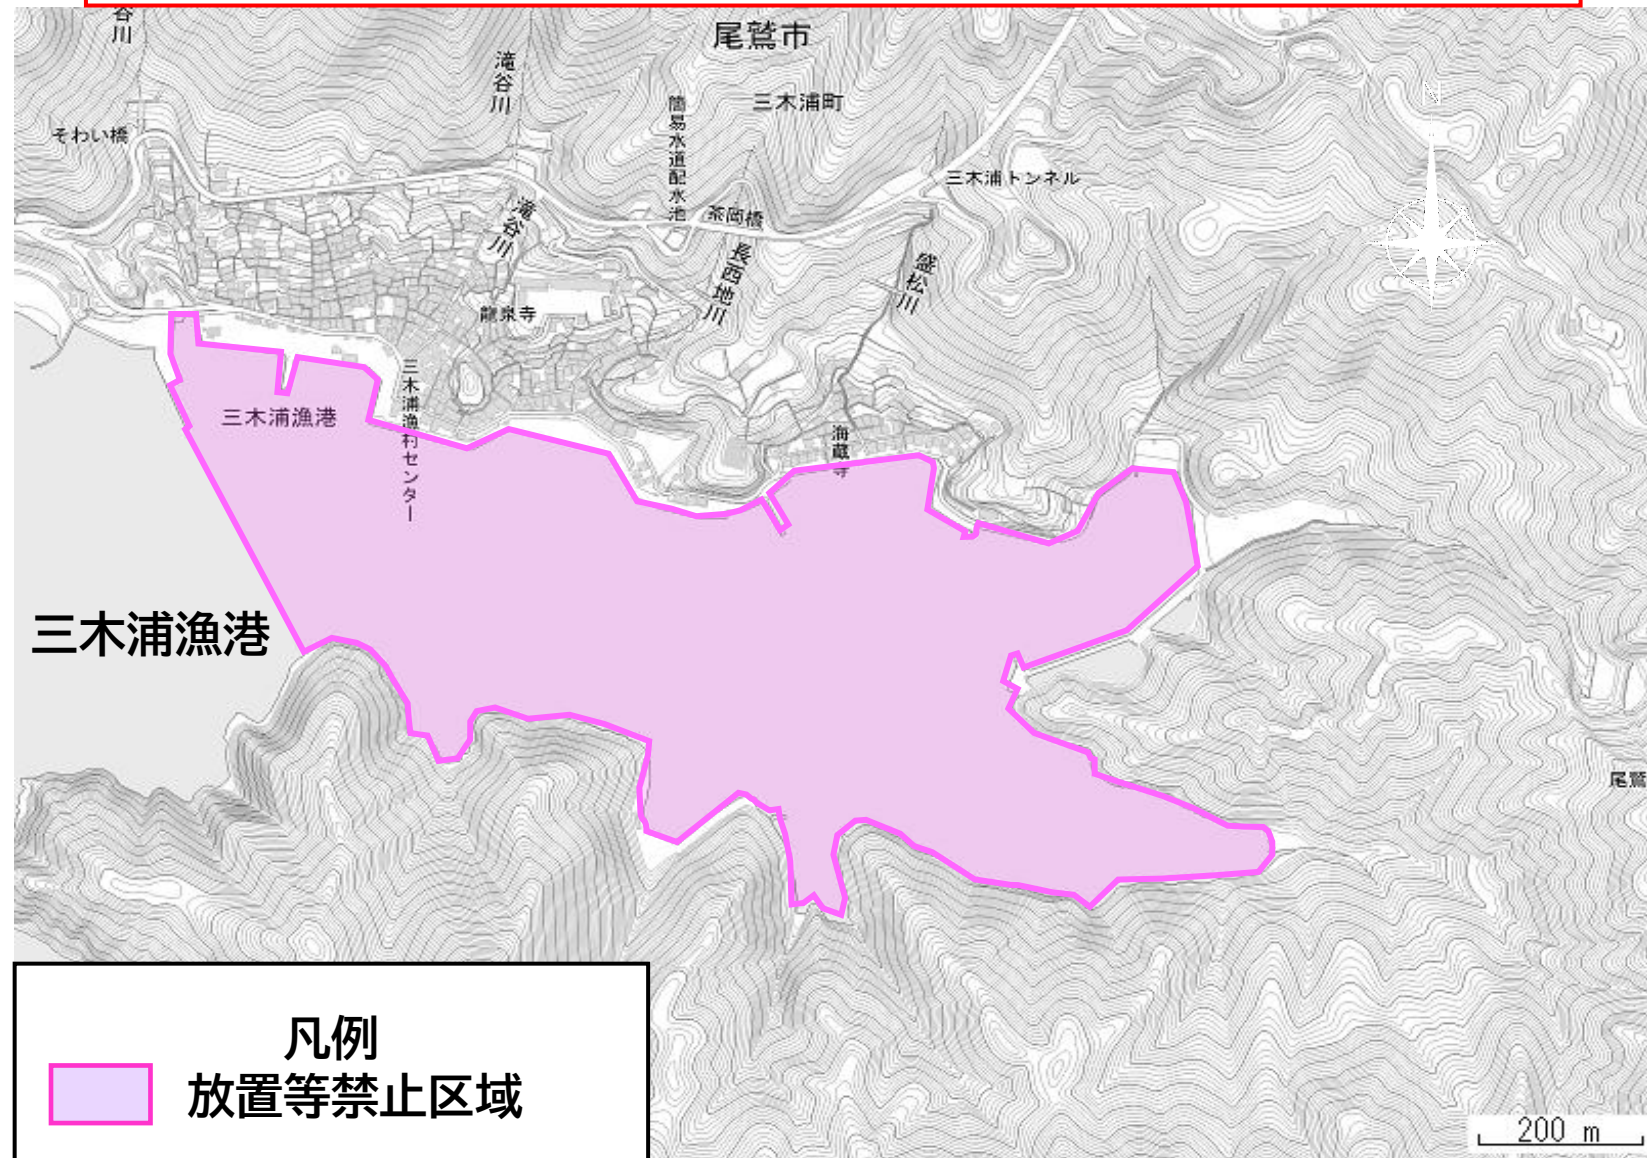 谷川
尾鷲市
滝谷川
三木浦町
簡易水道配水池
そわい橋
三木浦トンネル
滝谷川
茶岡橋
長西地川
盛松川
龍泉寺
三木浦漁村センター
三木浦漁港
海蔵寺
三木浦漁港
尾鷲
N
凡例
放置等禁止区域
200 m